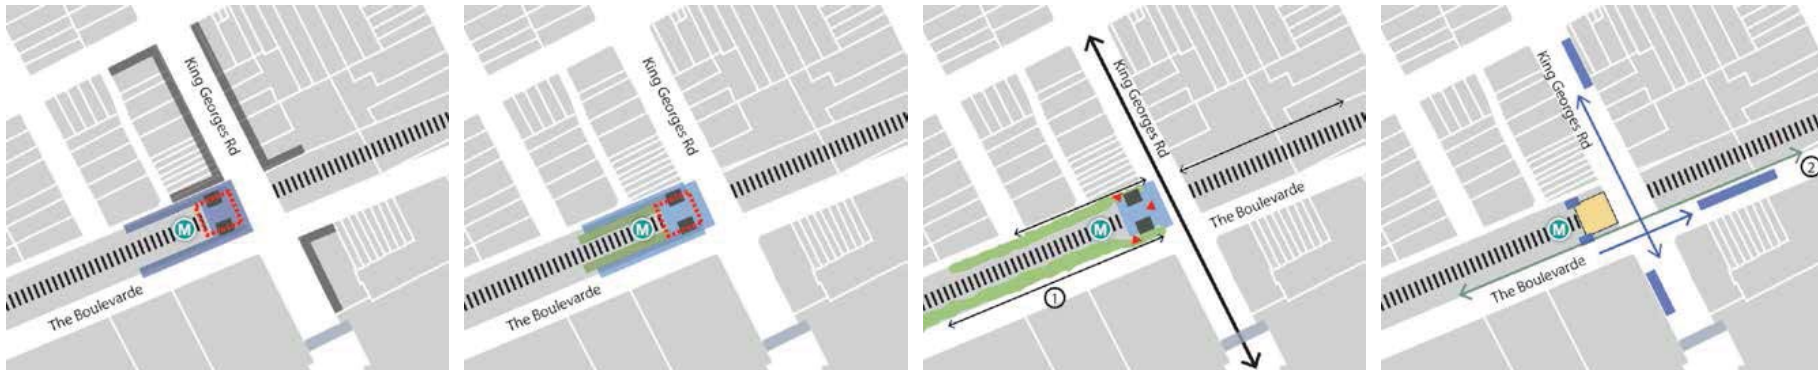 King Georges Rd
M
The Boulevarde
King Georges Rd
M
The Boulevarde
King Georges Rd
M
The Boulevarde
1
King Georges Rd
2
M
The Boulevarde